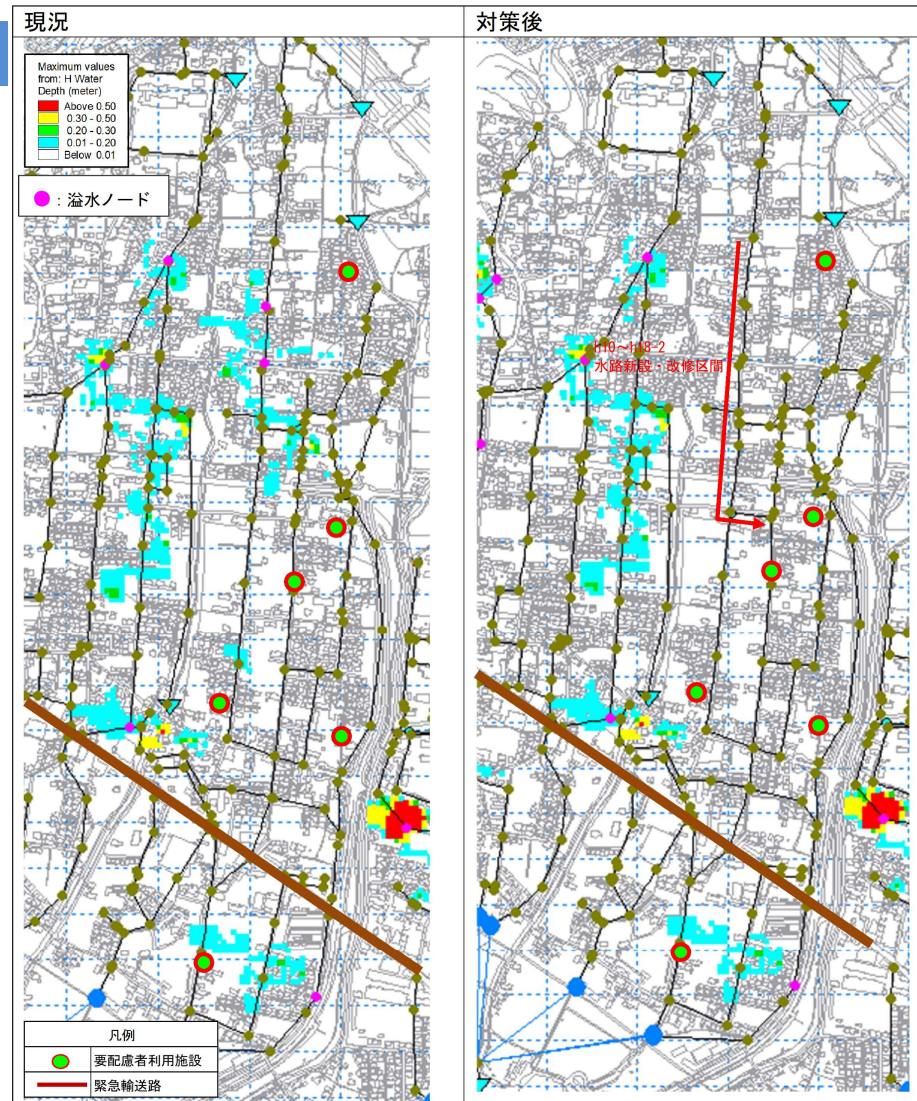 現況
対策後
Maximum values
from: H Water
Depth (meter)
Above 0.50
0.30 - 0.50
0.20 - 0.30
0.01 - 0.20
Below 0.01
：溢水ノード
h10～h18-2
水路新設・改修区間
凡例
要配慮者利用施設
緊急輸送路